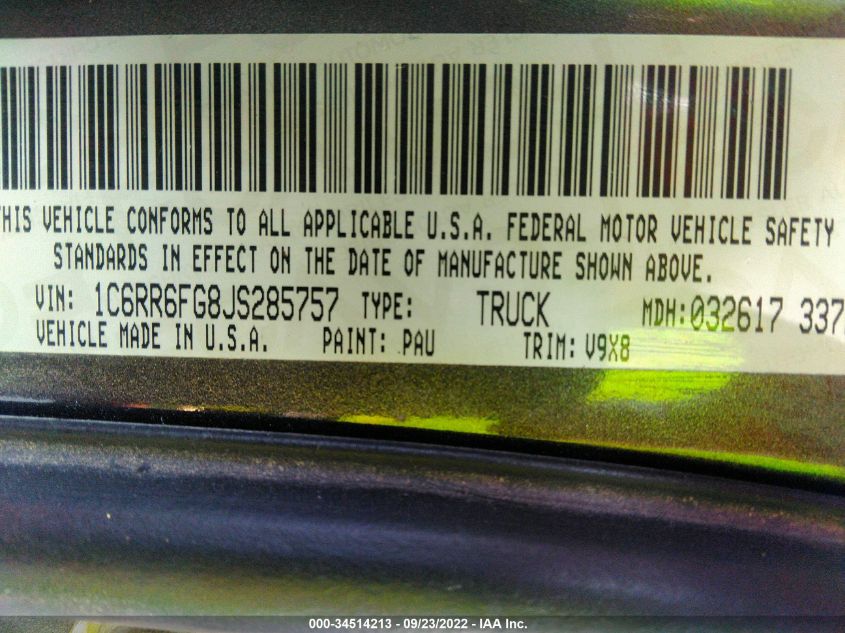 THIS VEHICLE CONFORMS TO ALL APPLICABLE U.S.A. FEDERAL MOTOR VEHICLE SAFETY
STANDARDS IN EFFECT ON THE DATE OF MANUFACTURE SHOWN ABOVE.
VIN: 1C6RR6FG8JS285757 TYPE: TRUCK MDH:032617 337
VEHICLE MADE IN U.S.A. PAINT: PAU TRIM: V9X8
000-34514213 - 09/23/2022 - IAA Inc.